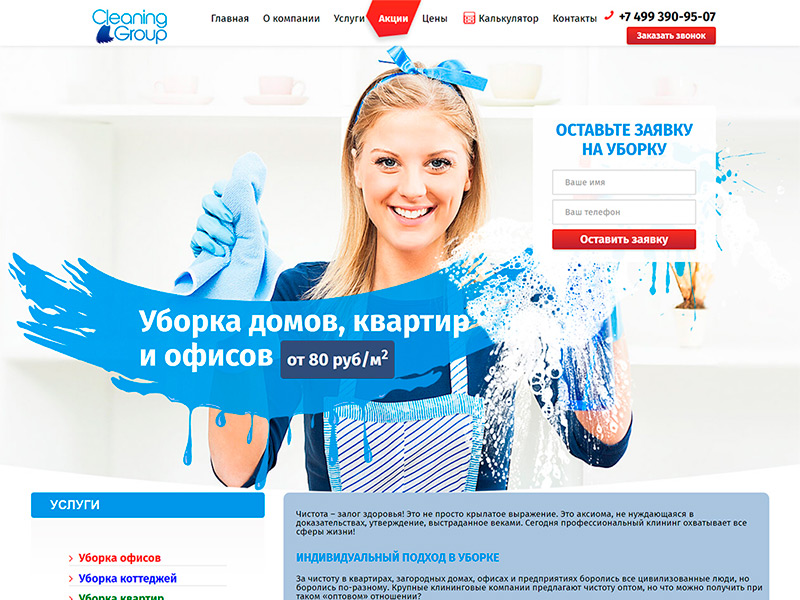 Cleaning
Group
Главная О компании Услуги Акции Цены Калькулятор Контакты
+7 499 390-95-07
Заказать звонок
ОСТАВЬТЕ ЗАЯВКУ
НА УБОРКУ
Ваше имя
Ваш телефон
Оставить заявку
Уборка домов, квартир
и офисов от 80 руб/м²
УСЛУГИ
Уборка офисов
Уборка коттеджей
Уборка квартир
Чистота – залог здоровья! Это не просто крылатое выражение. Это аксиома, не нуждающаяся в
доказательствах, утверждение, выстраданное веками. Сегодня профессиональный клининг охватывает все
сферы жизни!
ИНДИВИДУАЛЬНЫЙ ПОДХОД В УБОРКЕ
За чистоту в квартирах, загородных домах, офисах и предприятиях боролись все цивилизованные люди, но
боролись по-разному. Крупные клининговые компании предлагают чистоту оптом, но что можно получить при
таком «оптовом» отношении?